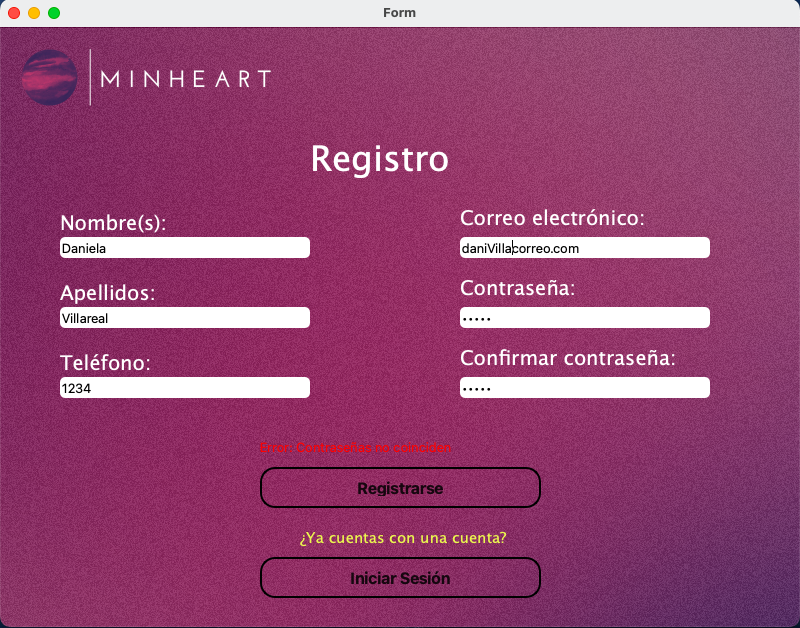 Form
MINHEART
Registro
Nombre(s):
Daniela
Apellidos:
Villareal
Teléfono:
1234
Correo electrónico:
daniVillacorreo.com
Contraseña:
•••••
Confirmar contraseña:
•••••
Error: Contraseñas no coinciden
Registrarse
¿Ya cuentas con una cuenta?
Iniciar Sesión